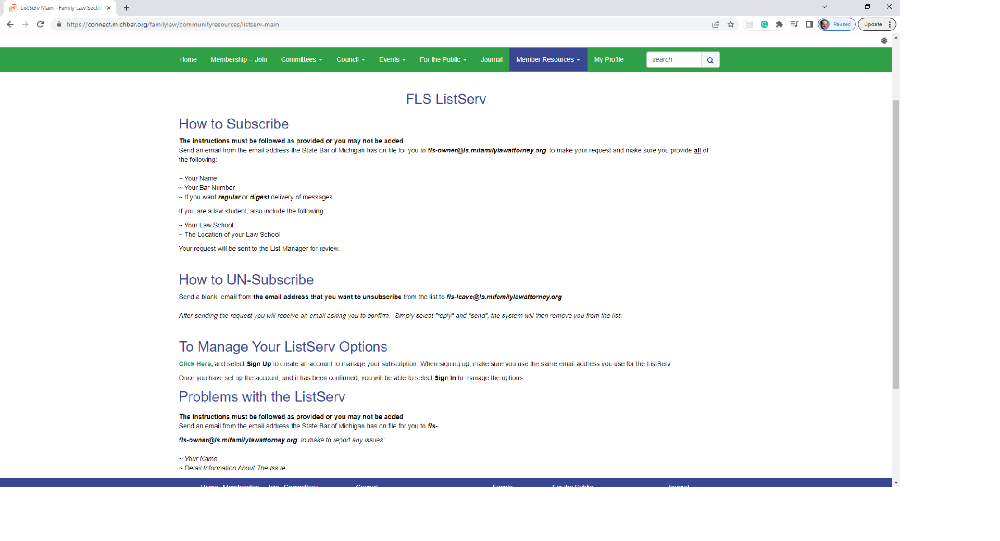 ListServ Main - Family Law Sectio
https://connect.michbar.org/familylaw/communityresources/listserv-main
Paused
Update
Home
Membership -- Join
Committees
Council
Events
For the Public
Journal
Member Resources
My Profile
search
FLS ListServ
How to Subscribe
The instructions must be followed as provided or you may not be added
Send an email from the email address the State Bar of Michigan has on file for you to fls-owner@ls.mifamilylawattorney.org to make your request and make sure you provide all of
the following:
~ Your Name
~ Your Bar Number
~ If you want regular or digest delivery of messages
If you are a law student, also include the following:
~ Your Law School
~ The Location of your Law School
Your request will be sent to the List Manager for review.
How to UN-Subscribe
Send a blank email from the email address that you want to unsubscribe from the list to fls-leave@ls.mifamilylawattorney.org
After sending the request you will receive an email asking you to confirm. Simply select "reply" and "send", the system will then remove you from the list
To Manage Your ListServ Options
Click Here, and select Sign Up to create an account to manage your subscription. When signing up, make sure you use the same email address you use for the ListServ
Once you have set up the account, and it has been confirmed, you will be able to select Sign In to manage the options.
Problems with the ListServ
The instructions must be followed as provided or you may not be added
Send an email from the email address the State Bar of Michigan has on file for you to fls-
fls-owner@ls.mifamilylawattorney.org to make to report any issues:
~ Your Name
~ Detail Information About The Issue
Home Membership -- Join Committees Council Events For the Public Journal